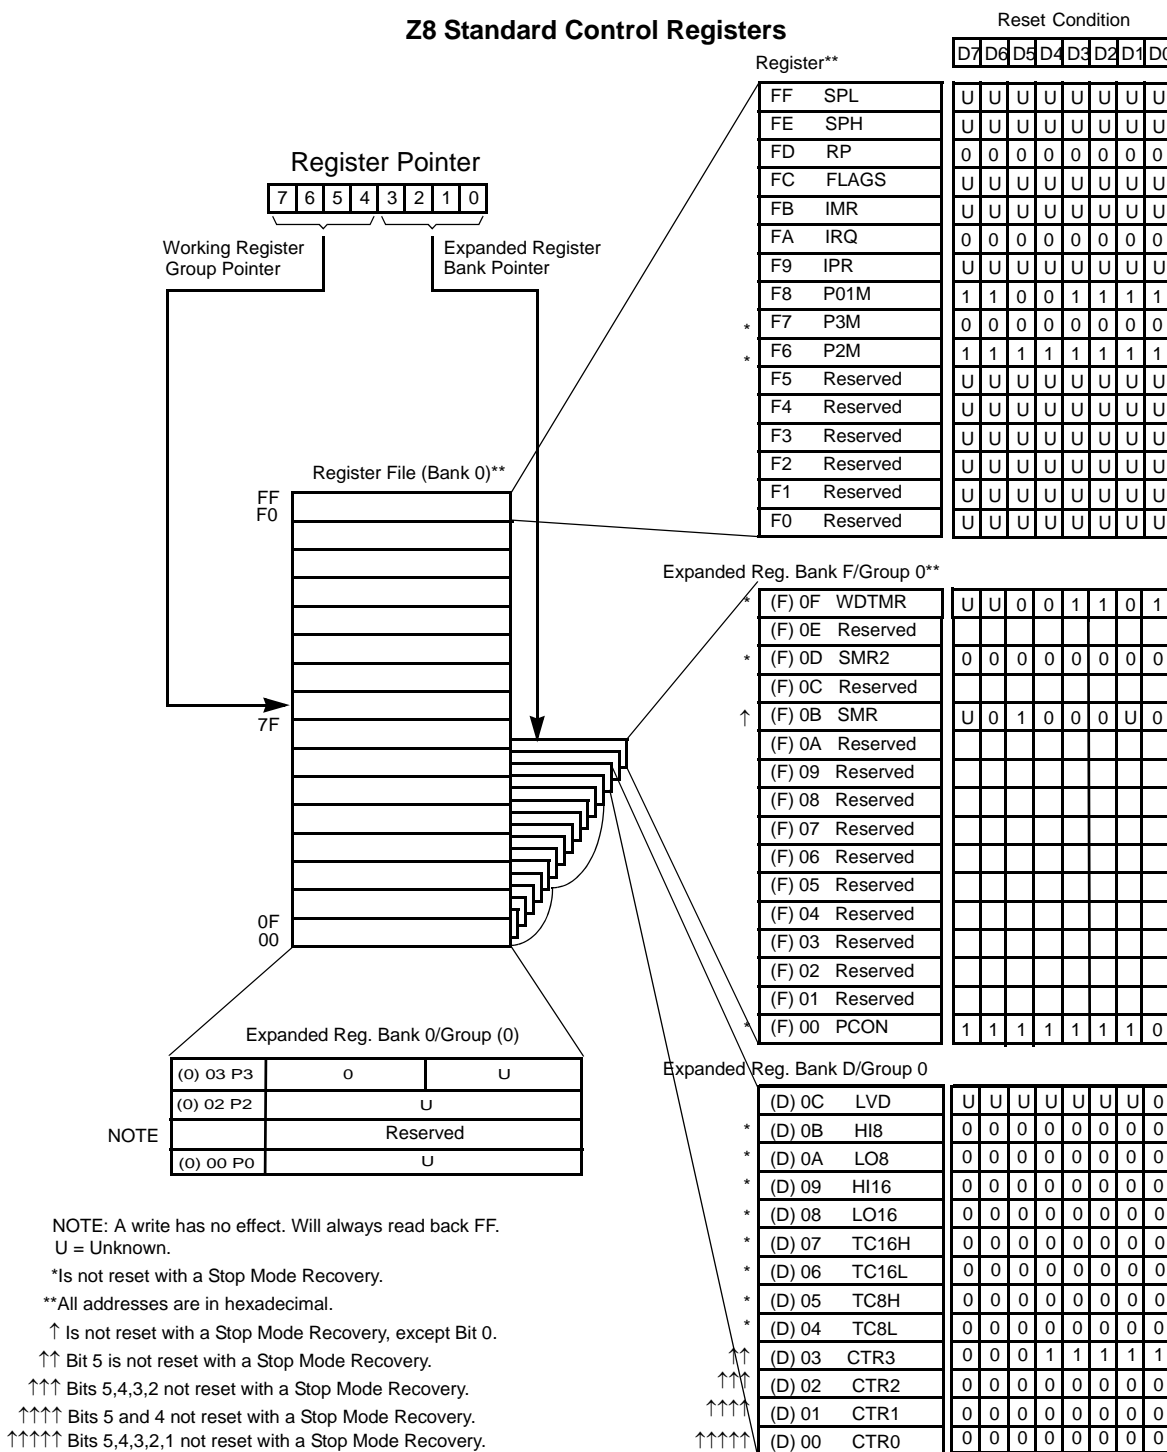 Z8 Standard Control Registers
Reset Condition
Register**
D7 D6 D5 D4 D3 D2 D1 D0
FF SPL U U U U U U U U
FE SPH U U U U U U U U
FD RP 0 0 0 0 0 0 0 0
FC FLAGS U U U U U U U U
FB IMR U U U U U U U U
FA IRQ 0 0 0 0 0 0 0 0
F9 IPR U U U U U U U U
F8 P01M 1 1 0 0 1 1 1 1
* F7 P3M 0 0 0 0 0 0 0 0
* F6 P2M 1 1 1 1 1 1 1 1
F5 Reserved U U U U U U U U
F4 Reserved U U U U U U U U
F3 Reserved U U U U U U U U
F2 Reserved U U U U U U U U
F1 Reserved U U U U U U U U
F0 Reserved U U U U U U U U
Register Pointer
7 6 5 4 3 2 1 0
Working Register
Group Pointer
Expanded Register
Bank Pointer
Register File (Bank 0)**
FF
F0
7F
0F
00
Expanded Reg. Bank F/Group 0**
* (F) 0F WDTMR U U 0 0 1 1 0 1
(F) 0E Reserved
* (F) 0D SMR2 0 0 0 0 0 0 0 0
(F) 0C Reserved
↑ (F) 0B SMR U 0 1 0 0 0 U 0
(F) 0A Reserved
(F) 09 Reserved
(F) 08 Reserved
(F) 07 Reserved
(F) 06 Reserved
(F) 05 Reserved
(F) 04 Reserved
(F) 03 Reserved
(F) 02 Reserved
(F) 01 Reserved
* (F) 00 PCON 1 1 1 1 1 1 1 0
Expanded Reg. Bank 0/Group (0)
(0) 03 P3 0 U
(0) 02 P2 U
NOTE Reserved
(0) 00 P0 U
Expanded Reg. Bank D/Group 0
(D) 0C LVD U U U U U U U 0
* (D) 0B HI8 0 0 0 0 0 0 0 0
* (D) 0A LO8 0 0 0 0 0 0 0 0
* (D) 09 HI16 0 0 0 0 0 0 0 0
* (D) 08 LO16 0 0 0 0 0 0 0 0
* (D) 07 TC16H 0 0 0 0 0 0 0 0
* (D) 06 TC16L 0 0 0 0 0 0 0 0
* (D) 05 TC8H 0 0 0 0 0 0 0 0
* (D) 04 TC8L 0 0 0 0 0 0 0 0
↑↑ (D) 03 CTR3 0 0 0 1 1 1 1 1
↑↑↑ (D) 02 CTR2 0 0 0 0 0 0 0 0
↑↑↑↑ (D) 01 CTR1 0 0 0 0 0 0 0 0
↑↑↑↑↑ (D) 00 CTR0 0 0 0 0 0 0 0 0
NOTE: A write has no effect. Will always read back FF.
U = Unknown.
*Is not reset with a Stop Mode Recovery.
**All addresses are in hexadecimal.
↑ Is not reset with a Stop Mode Recovery, except Bit 0.
↑↑ Bit 5 is not reset with a Stop Mode Recovery.
↑↑↑ Bits 5,4,3,2 not reset with a Stop Mode Recovery.
↑↑↑↑ Bits 5 and 4 not reset with a Stop Mode Recovery.
↑↑↑↑↑ Bits 5,4,3,2,1 not reset with a Stop Mode Recovery.